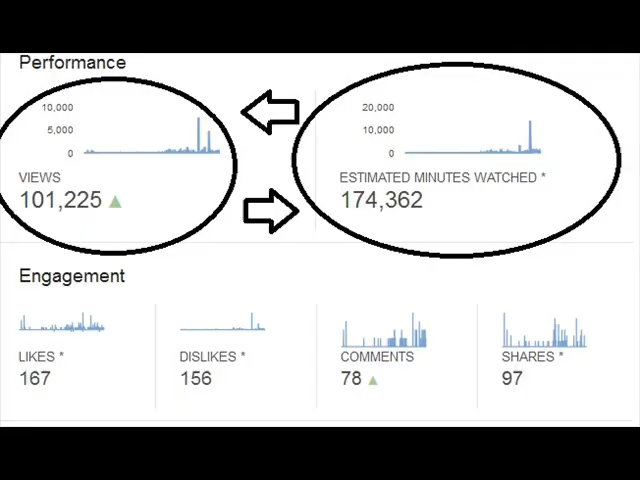 Performance
10,000
5,000
0
VIEWS
101,225
20,000
10,000
0
ESTIMATED MINUTES WATCHED *
174,362
Engagement
LIKES *
167
DISLIKES *
156
COMMENTS
78
SHARES *
97